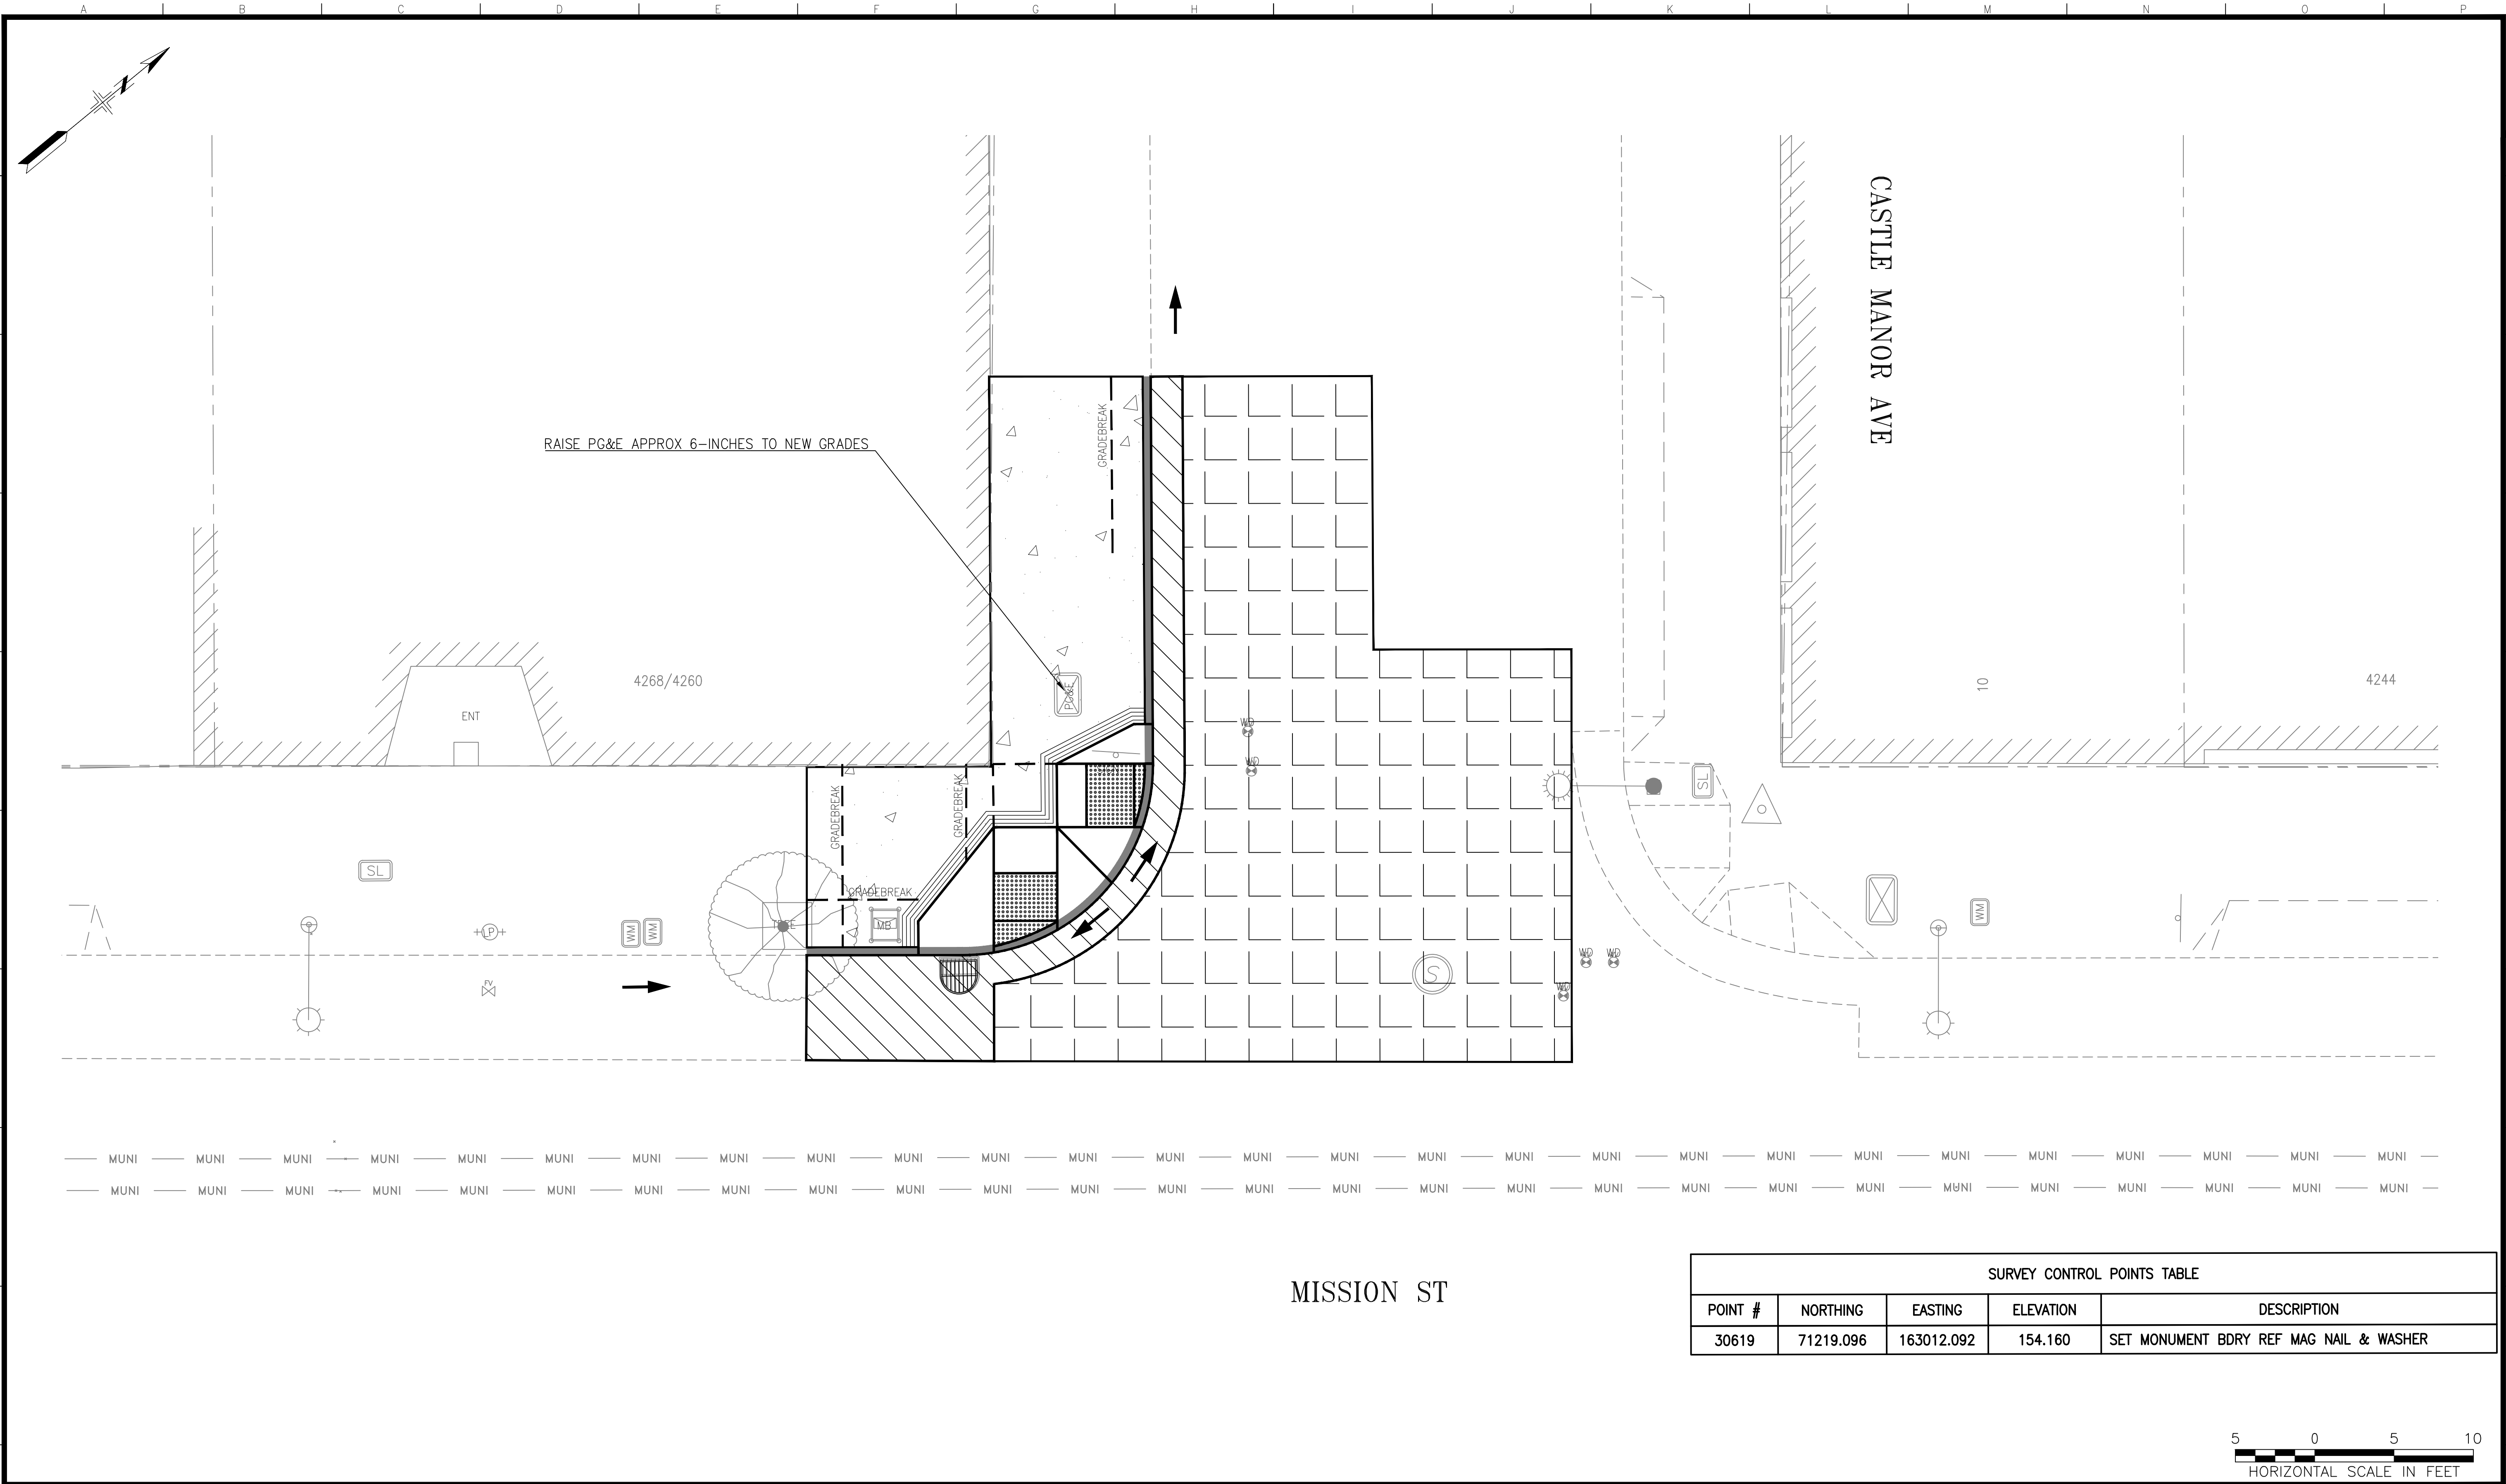 A B C D E F G H I J K L M N O P
N
CASTLE MANOR AVE
RAISE PG&E APPROX 6-INCHES TO NEW GRADES
GRADEBREAK
4268/4260
PG&E
10
4244
ENT
WD
WD
GRADEBREAK
GRADEBREAK
SL
SL
GRADEBREAK
TREE
MB
LP
WM
WM
WM
FV
S
WD
WD
WD
MUNI MUNI MUNI MUNI MUNI MUNI MUNI MUNI MUNI MUNI MUNI MUNI MUNI MUNI MUNI MUNI MUNI MUNI MUNI MUNI MUNI MUNI MUNI MUNI MUNI MUNI MUNI
MUNI MUNI MUNI MUNI MUNI MUNI MUNI MUNI MUNI MUNI MUNI MUNI MUNI MUNI MUNI MUNI MUNI MUNI MUNI MUNI MUNI MUNI MUNI MUNI MUNI MUNI MUNI
MISSION ST
SURVEY CONTROL POINTS TABLE
POINT # NORTHING EASTING ELEVATION DESCRIPTION
30619 71219.096 163012.092 154.160 SET MONUMENT BDRY REF MAG NAIL & WASHER
5 0 5 10
HORIZONTAL SCALE IN FEET